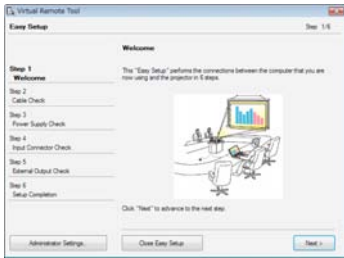 Virtual Remote Tool
Easy Setup
Step 1/6
Welcome
Step 1
Welcome
Step 2
Cable Check
Step 3
Power Supply Check
Step 4
Input Connector Check
Step 5
External Output Check
Step 6
Setup Completion
The "Easy Setup" performs the connections between the computer that you are
now using and the projector in 6 steps.
Click "Next" to advance to the next step.
Administrator Settings..
Close Easy Setup
Next >